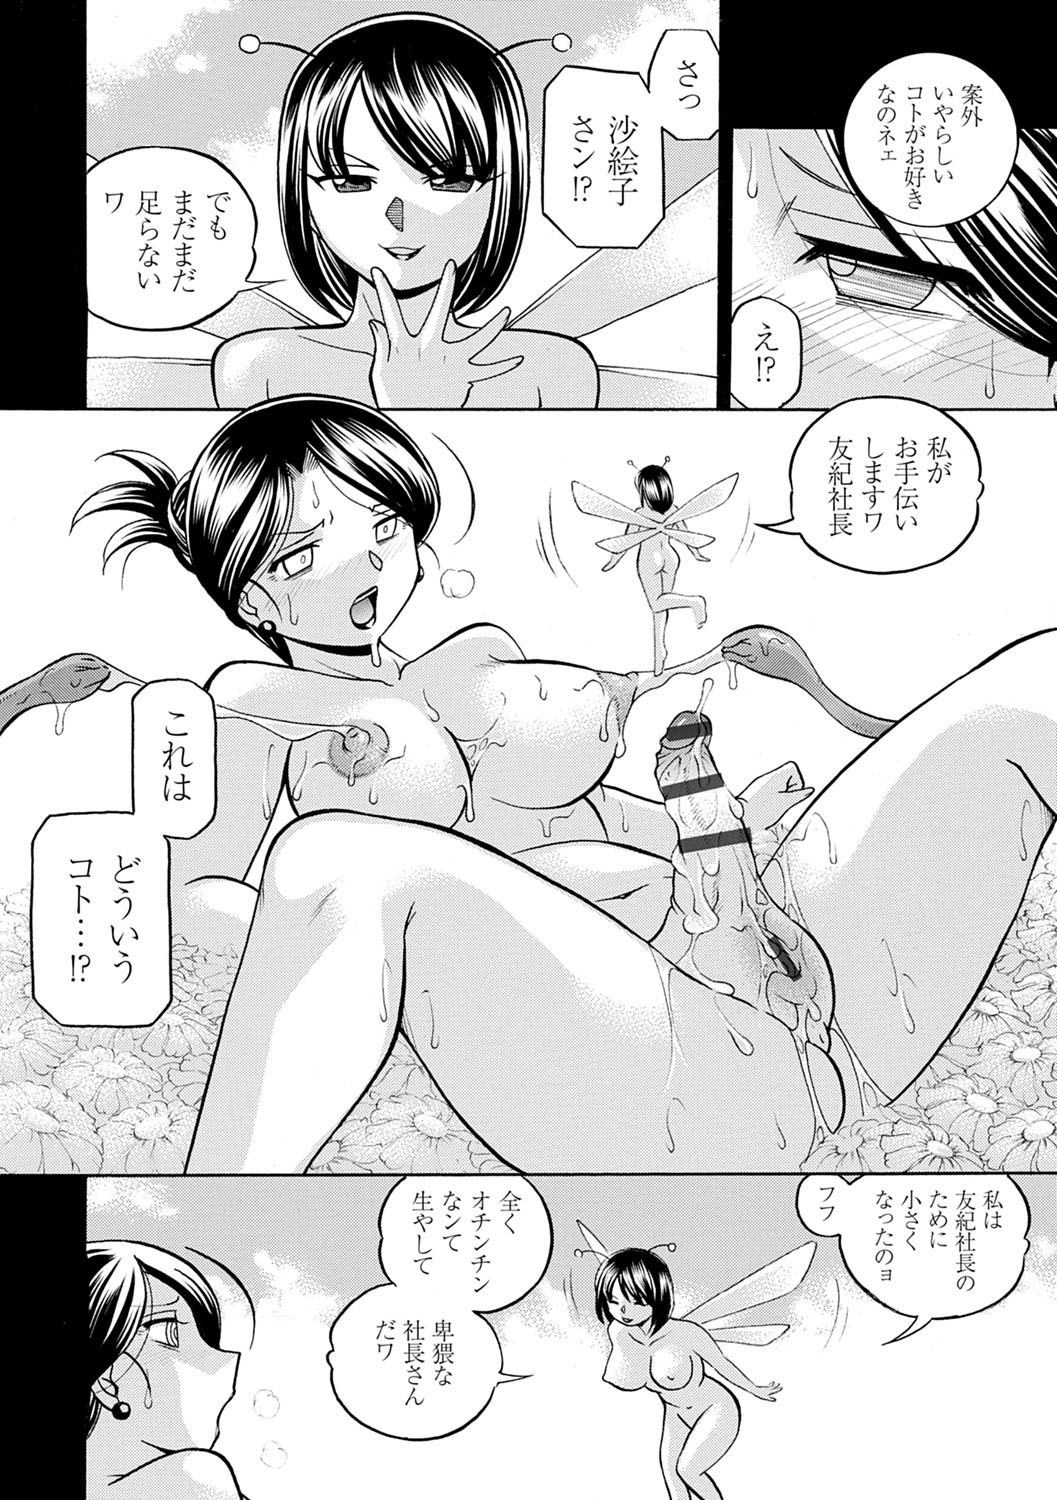 案外
いやらしい
コトがお好き
なのネェ
え!?
さっ
沙絵子
さン!?
でも
まだまだ
足らない
ワ
私が
お手伝い
しますワ
友紀社長
これは
どういう
コト……!?
私は
友紀社長の
ために
小さく
なったのョ
フフ
全く
オチンチン
なンて
生やして
卑猥な
社長さん
だワ